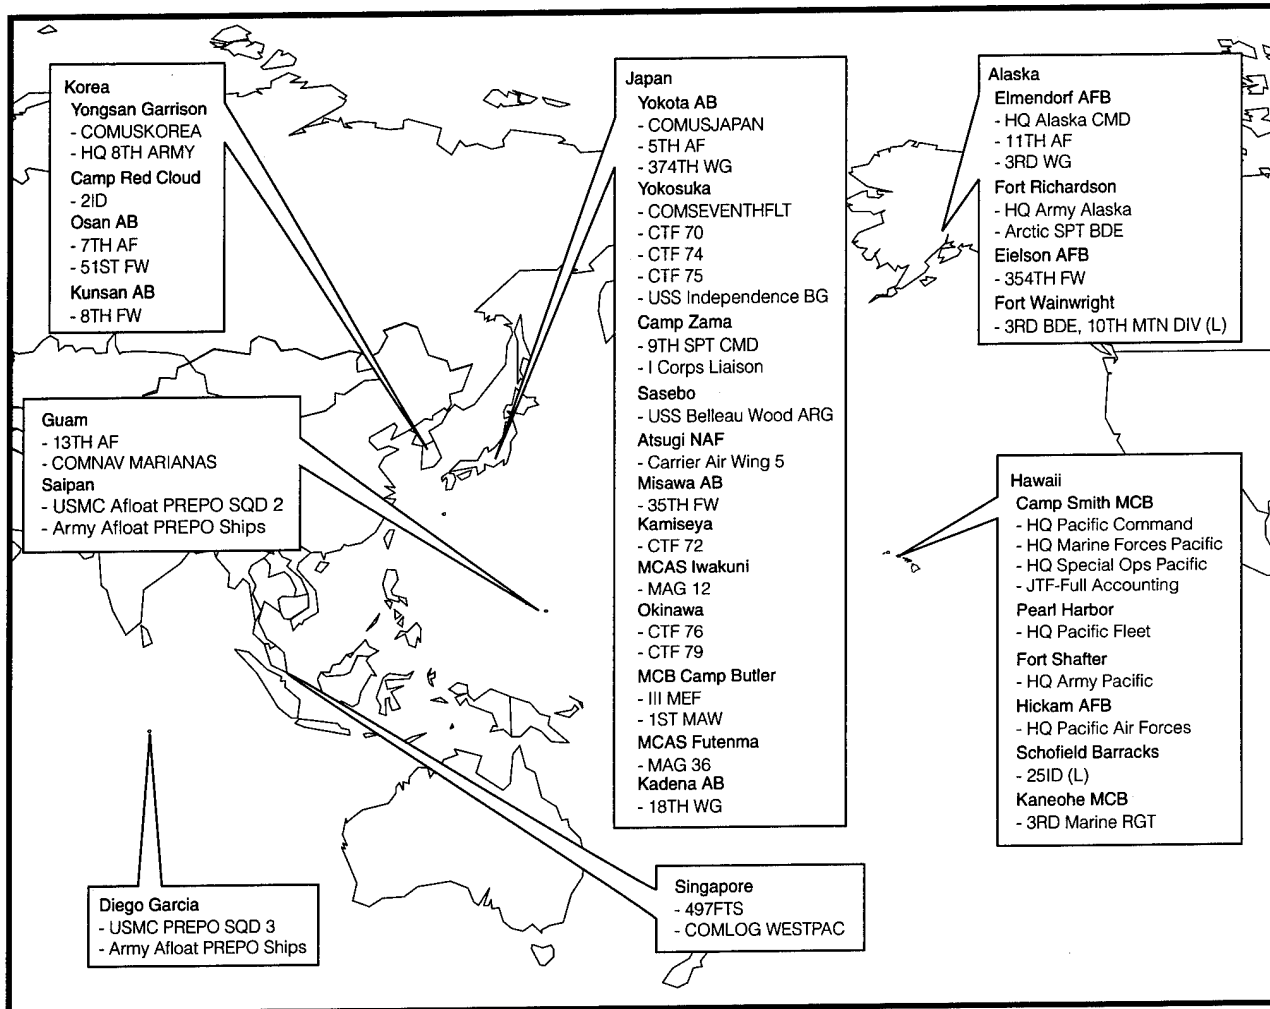 Korea
Yongsan Garrison
- COMUSKOREA
- HQ 8TH ARMY
Camp Red Cloud
- 2ID
Osan AB
- 7TH AF
- 51ST FW
Kunsan AB
- 8TH FW
Japan
Yokota AB
- COMUSJAPAN
- 5TH AF
- 374TH WG
Yokosuka
- COMSEVENTHFLT
- CTF 70
- CTF 74
- CTF 75
- USS Independence BG
Camp Zama
- 9TH SPT CMD
- I Corps Liaison
Sasebo
- USS Belleau Wood ARG
Atsugi NAF
- Carrier Air Wing 5
Misawa AB
- 35TH FW
Kamiseya
- CTF 72
MCAS Iwakuni
- MAG 12
Okinawa
- CTF 76
- CTF 79
MCB Camp Butler
- III MEF
- 1ST MAW
MCAS Futenma
- MAG 36
Kadena AB
- 18TH WG
Alaska
Elmendorf AFB
- HQ Alaska CMD
- 11TH AF
- 3RD WG
Fort Richardson
- HQ Army Alaska
- Arctic SPT BDE
Eielson AFB
- 354TH FW
Fort Wainwright
- 3RD BDE, 10TH MTN DIV (L)
Guam
- 13TH AF
- COMNAV MARIANAS
Saipan
- USMC Afloat PREPO SQD 2
- Army Afloat PREPO Ships
Hawaii
Camp Smith MCB
- HQ Pacific Command
- HQ Marine Forces Pacific
- HQ Special Ops Pacific
- JTF-Full Accounting
Pearl Harbor
- HQ Pacific Fleet
Fort Shafter
- HQ Army Pacific
Hickam AFB
- HQ Pacific Air Forces
Schofield Barracks
- 25ID (L)
Kaneohe MCB
- 3RD Marine RGT
Diego Garcia
- USMC PREPO SQD 3
- Army Afloat PREPO Ships
Singapore
- 497FTS
- COMLOG WESTPAC